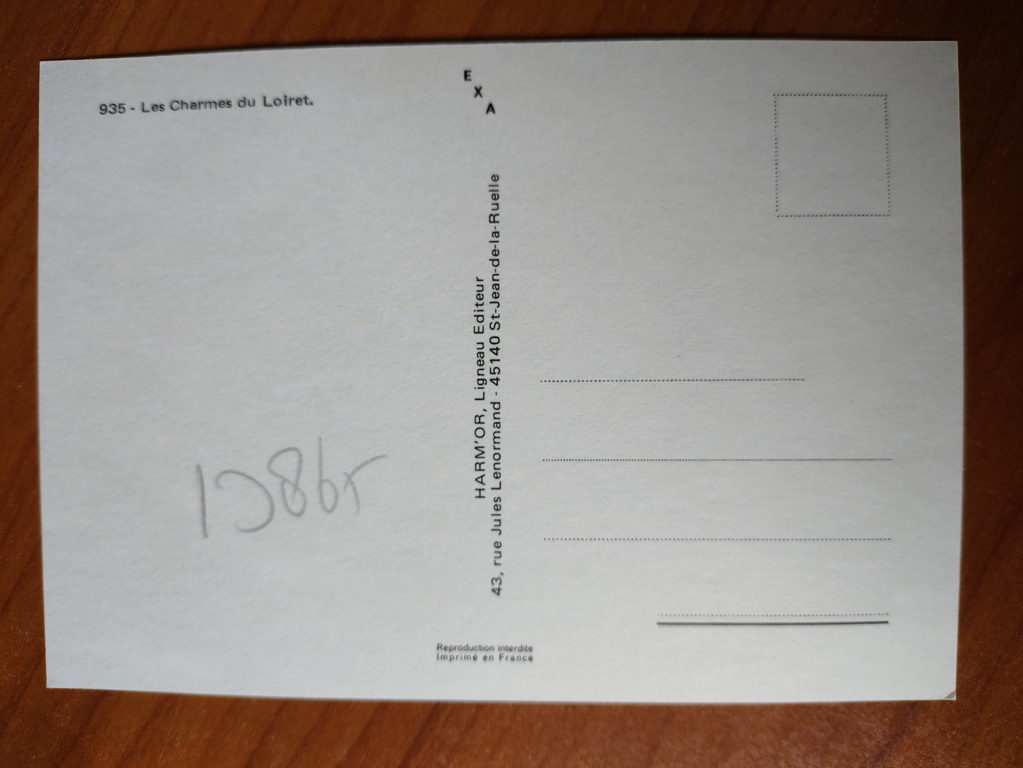 935 - Les Charmes du Loiret.
E
X
A
HARM'OR, Ligneau Editeur
43, rue Jules Lenormand - 45140 St-Jean-de-la-Ruelle
Reproduction interdite
Imprimé en France